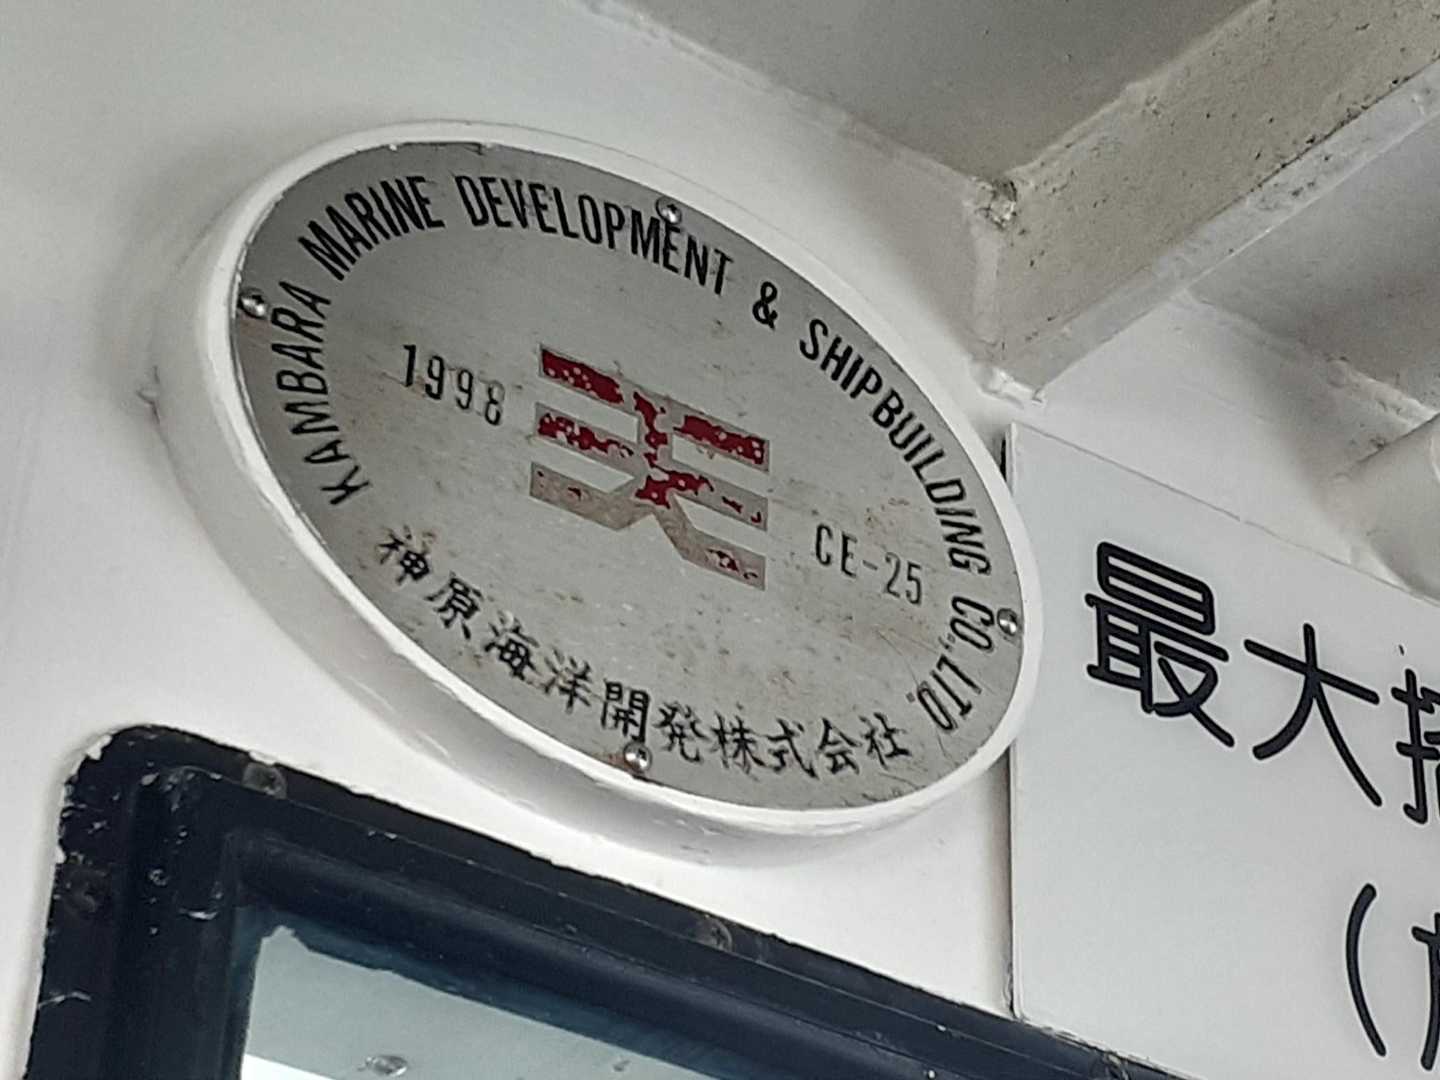 KAMBARA MARINE DEVELOPMENT & SHIPBUILDING CO., LTD.
1998
CE-25
神原海洋開発株式会社
最大搭
(